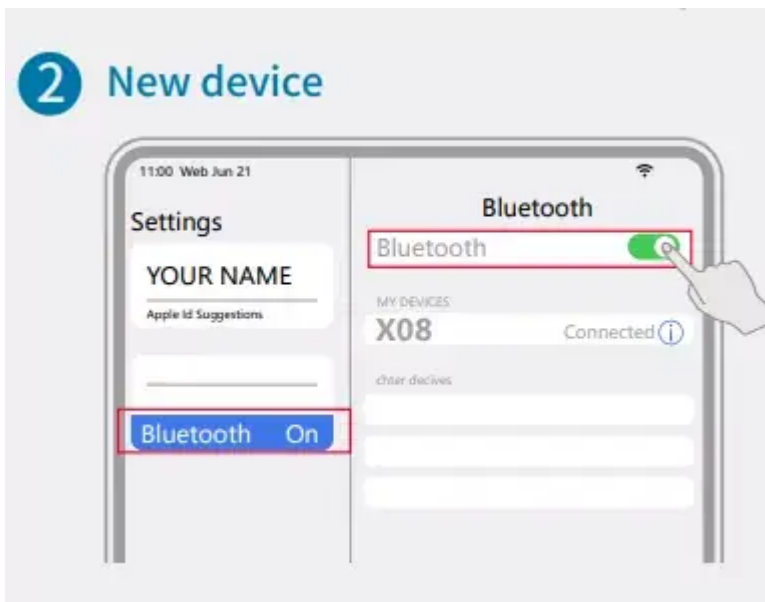 2 New device
11:00 Web Jun 21
Settings
YOUR NAME
Apple Id Suggestions
Bluetooth On
Bluetooth
Bluetooth
MY DEVICES
X08 Connected i
chter decives